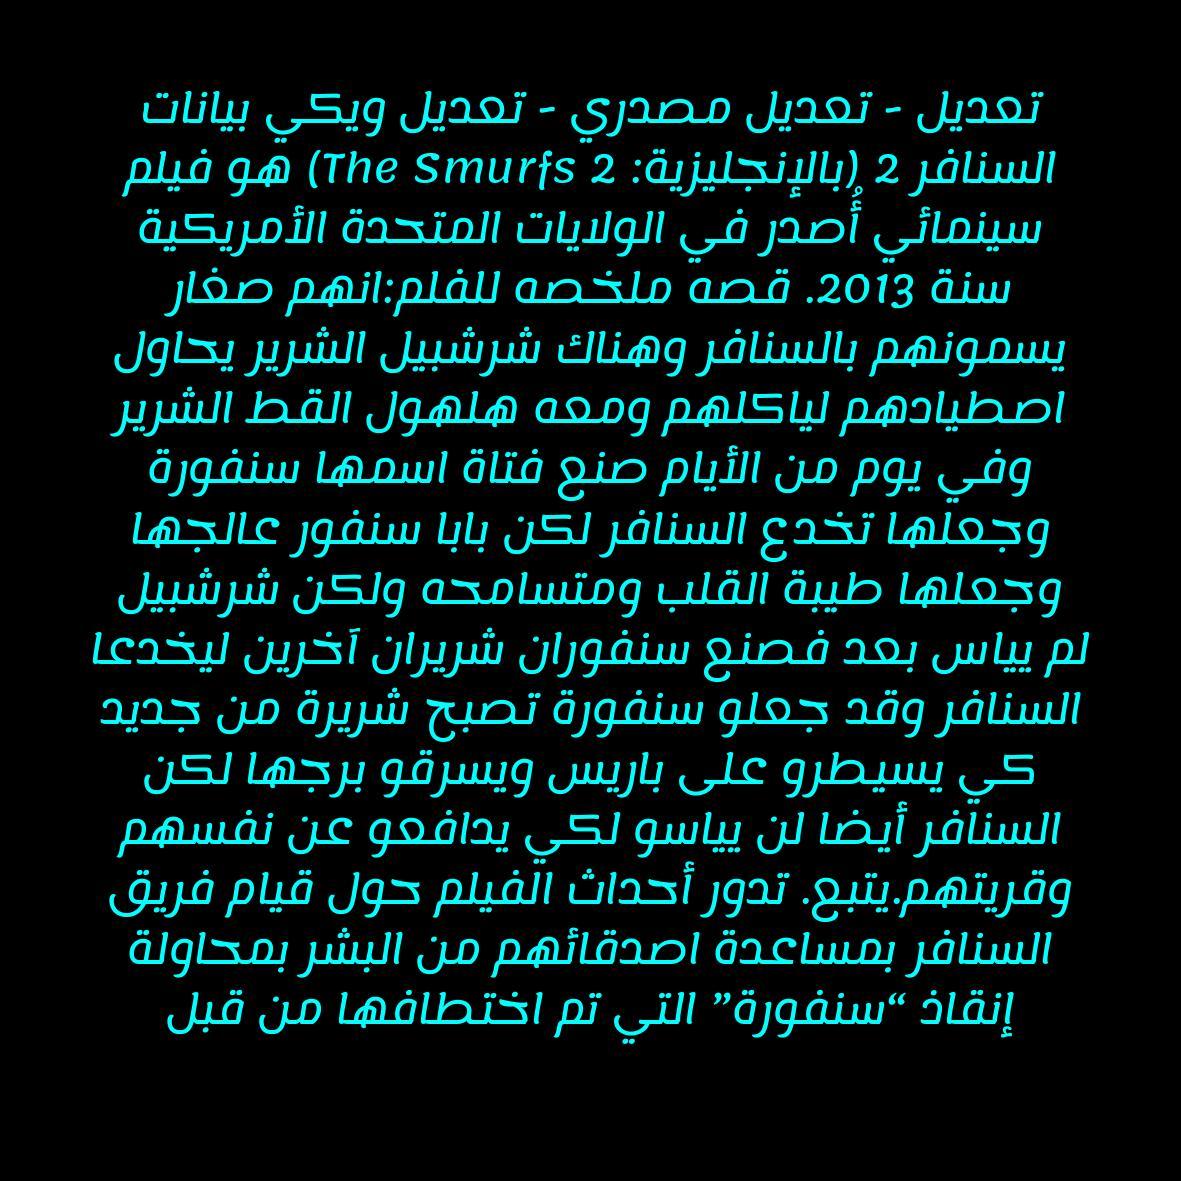 تعديل - تعديل مصدري - تعديل ويكي بيانات
السنافر 2 (بالإنجليزية: The Smurfs 2) هو فيلم
سينمائي أُصدر في الولايات المتحدة الأمريكية
سنة 2013. قصه ملخصه للفلم:انهم صغار
يسمونهم بالسنافر وهناك شرشبيل الشرير يحاول
اصطيادهم لياكلهم ومعه هلهول القط الشرير
وفي يوم من الأيام صنع فتاة اسمها سنفورة
وجعلها تخدع السنافر لكن بابا سنفور عالجها
وجعلها طيبة القلب ومتسامحه ولكن شرشبيل
لم يياس بعد فصنع سنفوران شريران آخرين ليخدعا
السنافر وقد جعلو سنفورة تصبح شريرة من جديد
كي يسيطرو على باريس ويسرقو برجها لكن
السنافر أيضا لن يياسو لكي يدافعو عن نفسهم
وقريتهم.يتبع. تدور أحداث الفيلم حول قيام فريق
السنافر بمساعدة اصدقائهم من البشر بمحاولة
إنقاذ “سنفورة” التي تم اختطافها من قبل